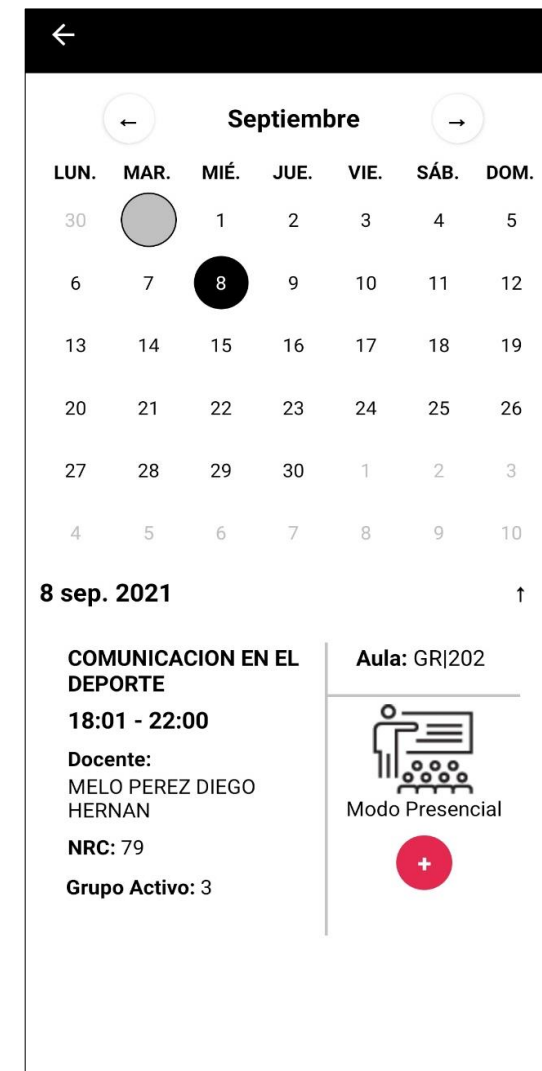 ←
← Septiembre →
LUN. MAR. MIÉ. JUE. VIE. SÁB. DOM.
30 1 2 3 4 5
6 7 8 9 10 11 12
13 14 15 16 17 18 19
20 21 22 23 24 25 26
27 28 29 30 1 2 3
4 5 6 7 8 9 10
8 sep. 2021 ↑
COMUNICACION EN EL
DEPORTE
18:01 - 22:00
Docente:
MELO PEREZ DIEGO
HERNAN
NRC: 79
Grupo Activo: 3
Aula: GR|202
Modo Presencial
+